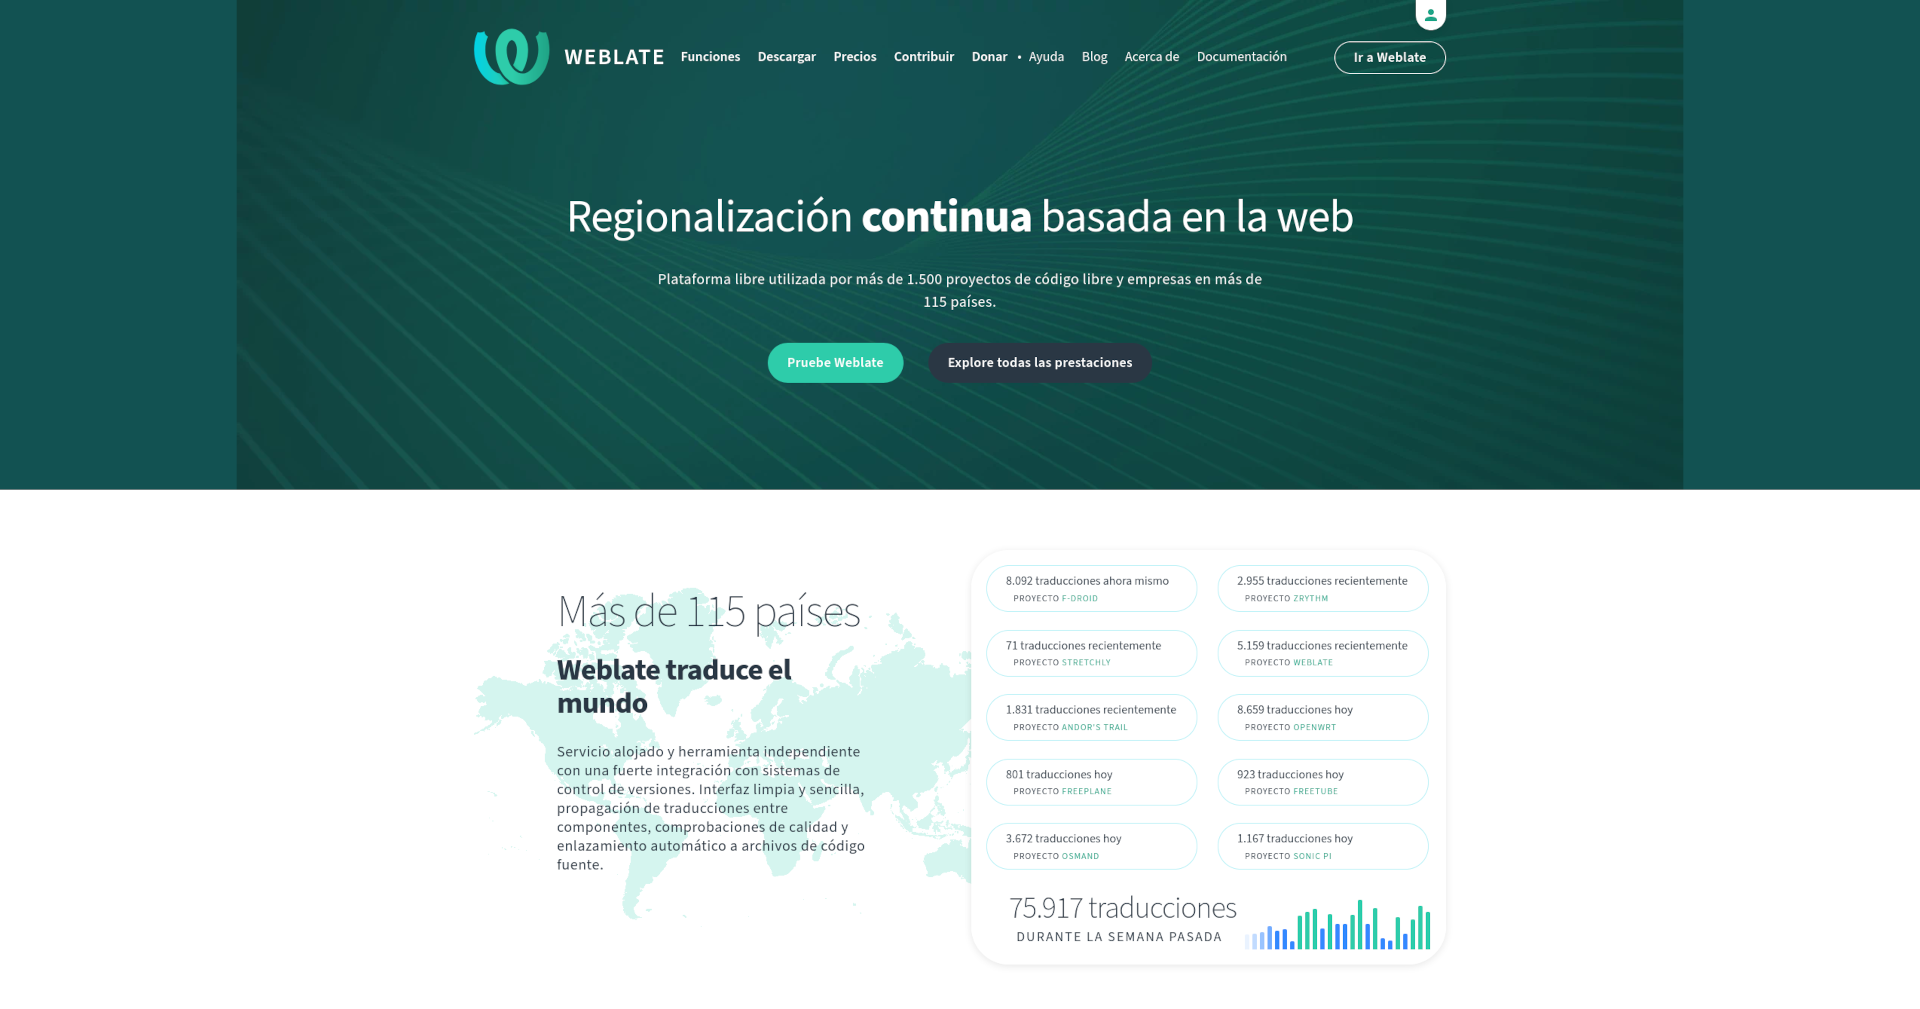 WEBLATE
Funciones
Descargar
Precios
Contribuir
Donar
•
Ayuda
Blog
Acerca de
Documentación
Ir a Weblate
Regionalización continua basada en la web
Plataforma libre utilizada por más de 1.500 proyectos de código libre y empresas en más de
115 países.
Pruebe Weblate
Explore todas las prestaciones
Más de 115 países
Weblate traduce el
mundo
Servicio alojado y herramienta independiente
con una fuerte integración con sistemas de
control de versiones. Interfaz limpia y sencilla,
propagación de traducciones entre
componentes, comprobaciones de calidad y
enlazamiento automático a archivos de código
fuente.
8.092 traducciones ahora mismo
PROYECTO F-DROID
2.955 traducciones recientemente
PROYECTO ZRYTHM
71 traducciones recientemente
PROYECTO STRETCHLY
5.159 traducciones recientemente
PROYECTO WEBLATE
1.831 traducciones recientemente
PROYECTO ANDOR'S TRAIL
8.659 traducciones hoy
PROYECTO OPENWRT
801 traducciones hoy
PROYECTO FREEPLANE
923 traducciones hoy
PROYECTO FREETUBE
3.672 traducciones hoy
PROYECTO OSMAND
1.167 traducciones hoy
PROYECTO SONIC PI
75.917 traducciones
DURANTE LA SEMANA PASADA